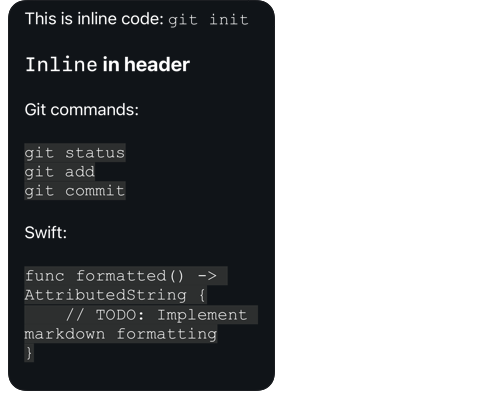 This is inline code: git init
Inline in header
Git commands:
git status
git add
git commit
Swift:
func formatted() ->
AttributedString {
    // TODO: Implement
markdown formatting
}